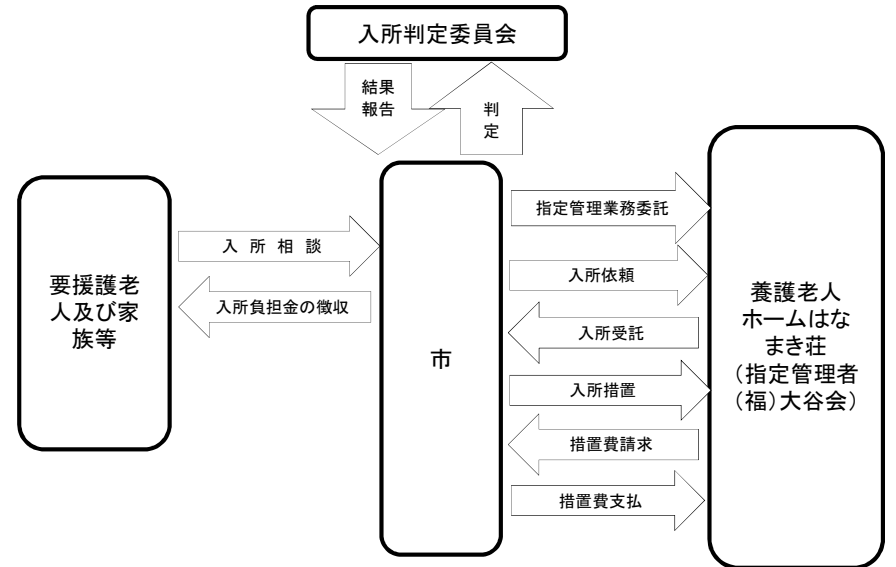 入所判定委員会
結果
報告
判
定
指定管理業務委託
入 所 相 談
入所依頼
要援護老
人及び家
族等
入所負担金の徴収
養護老人
ホームはな
まき荘
（指定管理者
（福）大谷会）
入所受託
市
入所措置
措置費請求
措置費支払